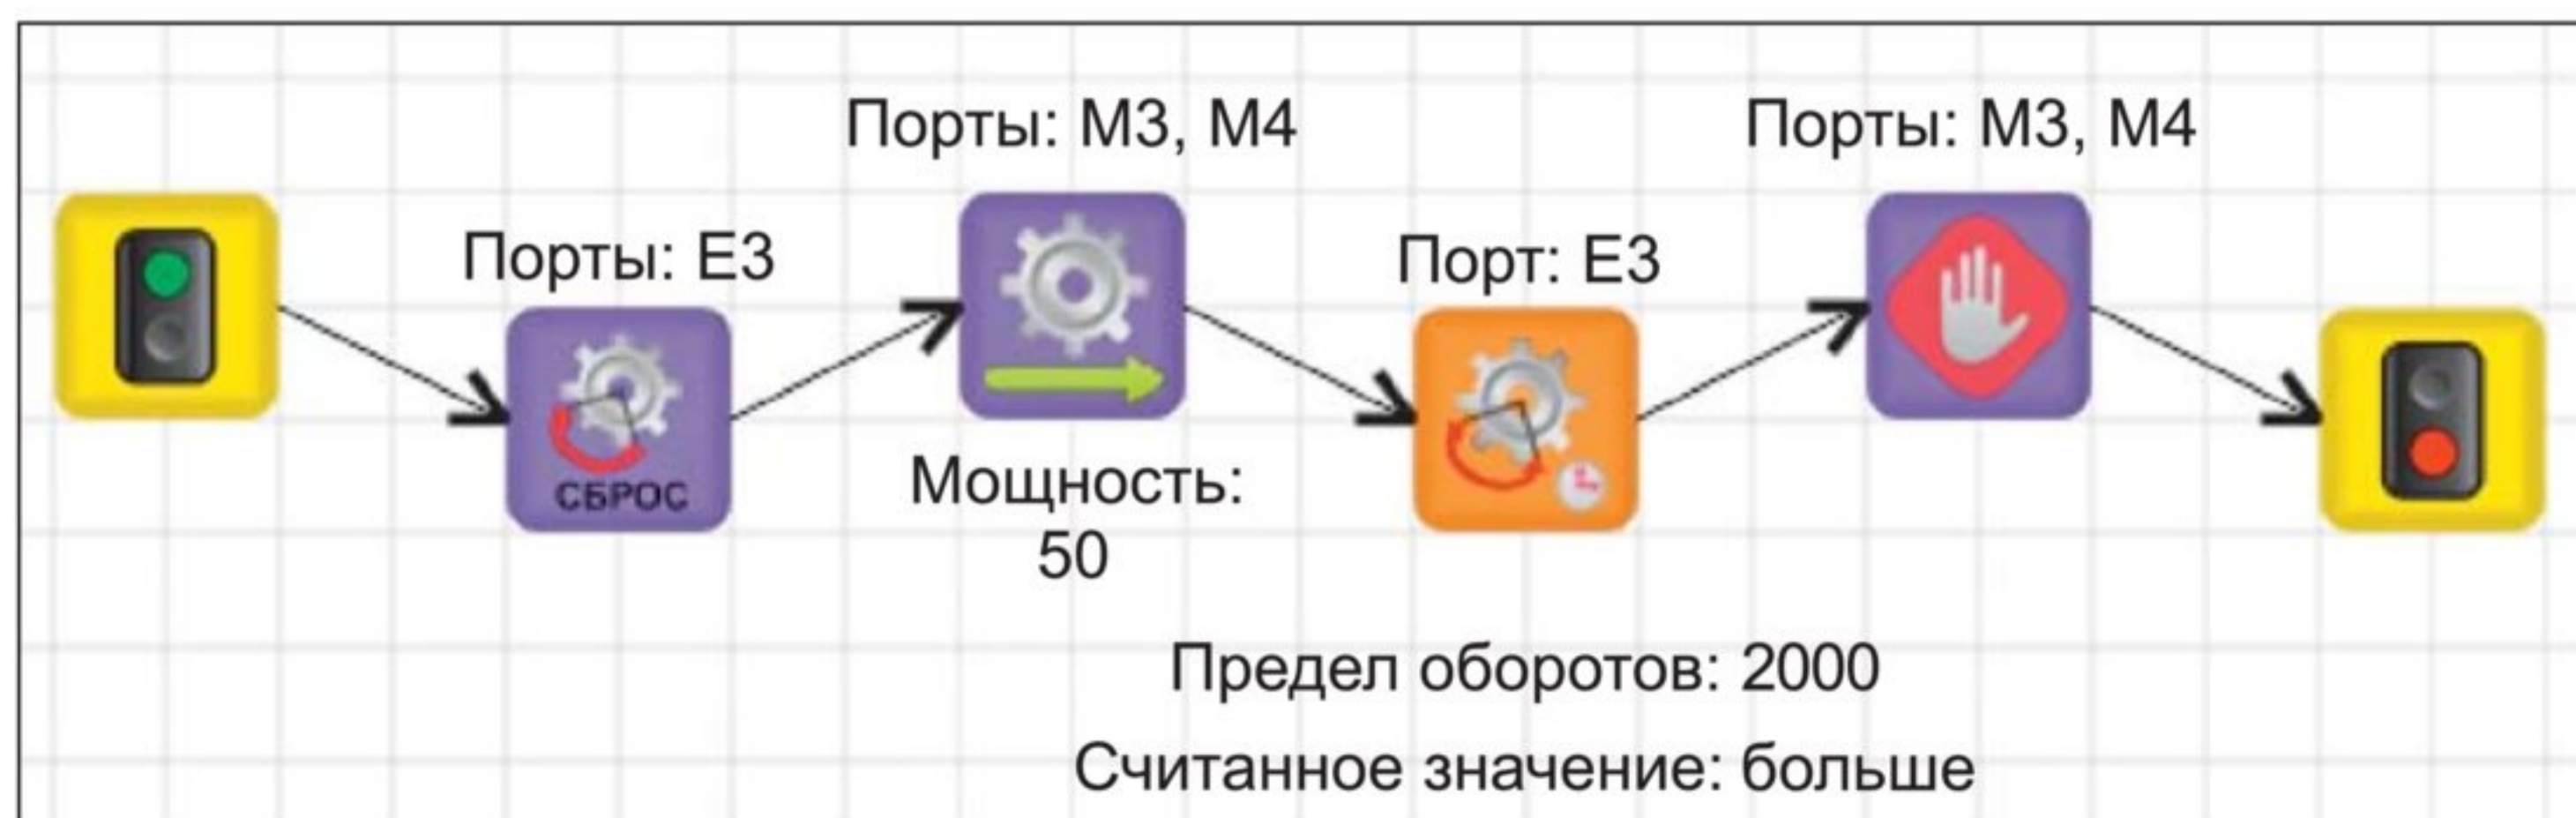 Порты: М3, М4
Порты: М3, М4
Порты: Е3
Порт: Е3
СБРОС
Мощность:
50
Предел оборотов: 2000
Считанное значение: больше